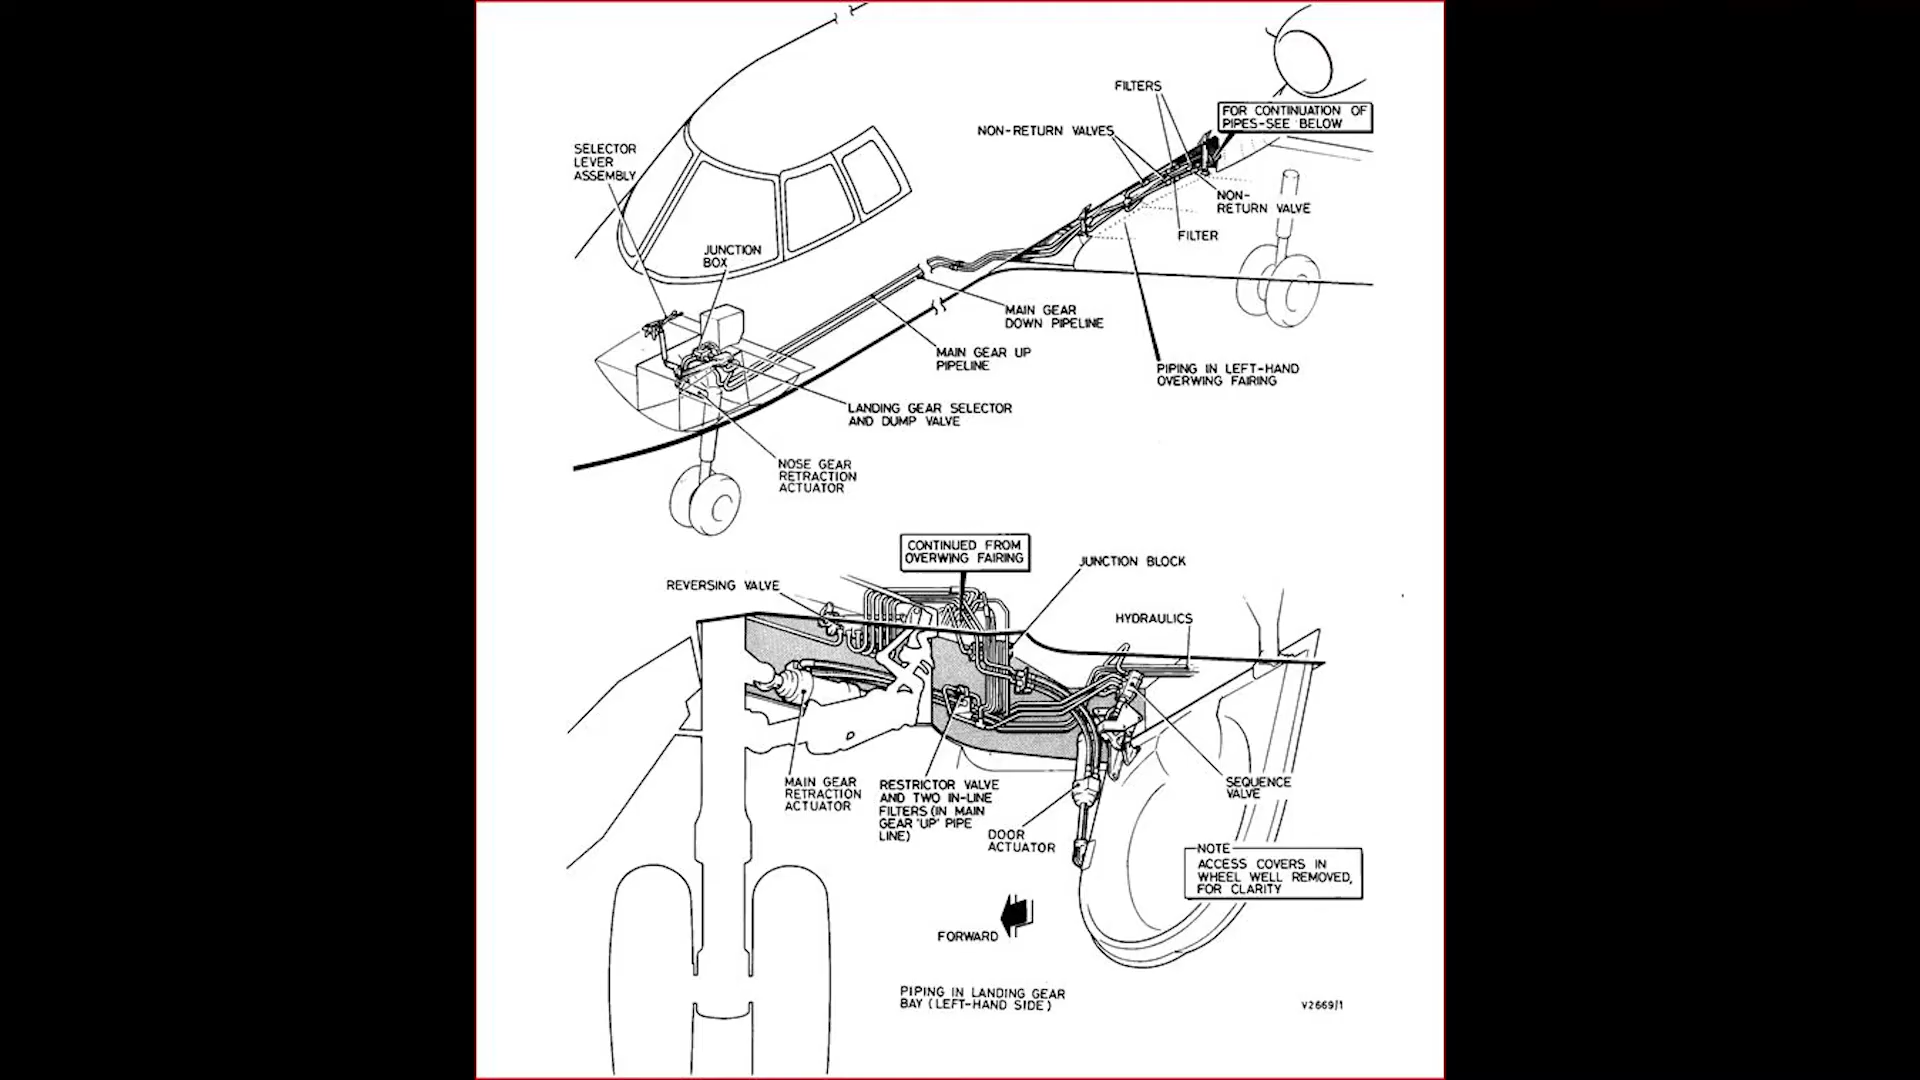 FILTERS
FOR CONTINUATION OF
PIPES-SEE BELOW
NON-RETURN VALVES
SELECTOR
LEVER
ASSEMBLY
NON-
RETURN VALVE
FILTER
JUNCTION
BOX
MAIN GEAR
DOWN PIPELINE
MAIN GEAR UP
PIPELINE
PIPING IN LEFT-HAND
OVERWING FAIRING
LANDING GEAR SELECTOR
AND DUMP VALVE
NOSE GEAR
RETRACTION
ACTUATOR
CONTINUED FROM
OVERWING FAIRING
JUNCTION BLOCK
REVERSING VALVE
HYDRAULICS
MAIN GEAR
RETRACTION
ACTUATOR
RESTRICTOR VALVE
AND TWO IN-LINE
FILTERS (IN MAIN
GEAR 'UP' PIPE
LINE)
DOOR
ACTUATOR
SEQUENCE
VALVE
NOTE
ACCESS COVERS IN
WHEEL WELL REMOVED,
FOR CLARITY
FORWARD
PIPING IN LANDING GEAR
BAY (LEFT-HAND SIDE)
V2669/1